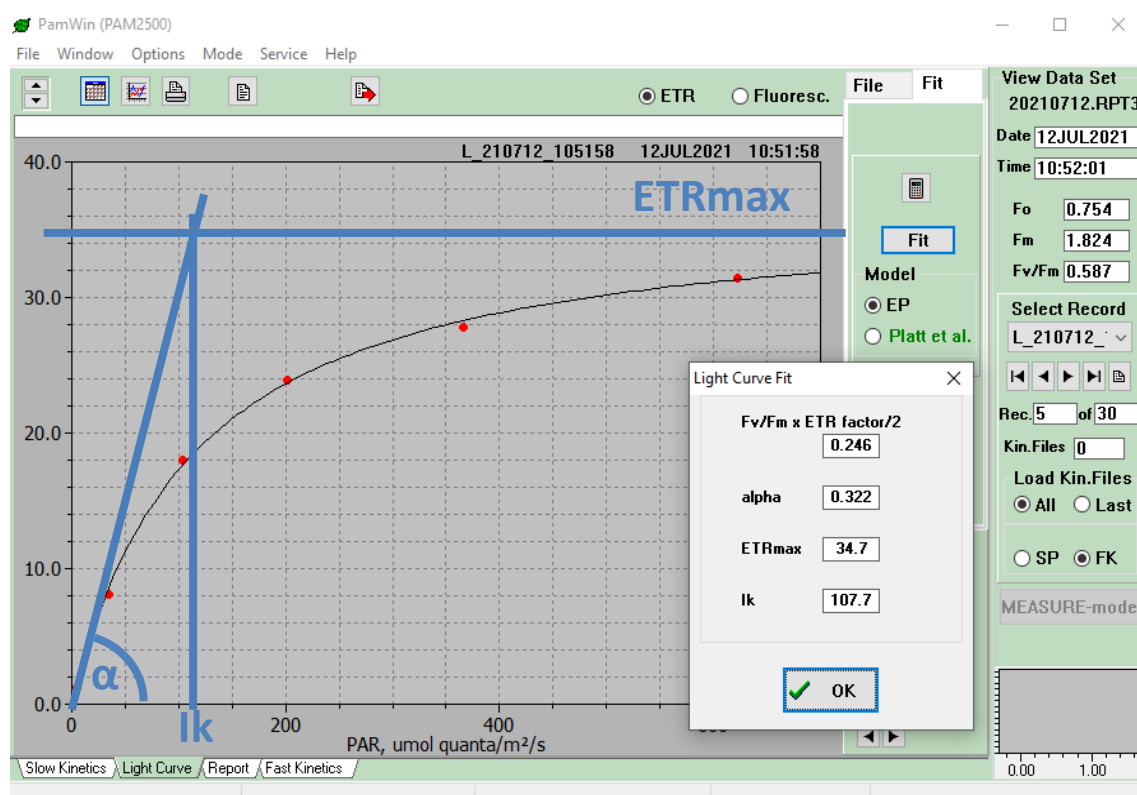 PamWin (PAM2500)
File Window Options Mode Service Help
ETR Fluoresc.
L_210712_105158 12JUL2021 10:51:58
ETRmax
40.0
30.0
20.0
10.0
0.0
α
Ik
0 200 400
PAR, umol quanta/m²/s
Slow Kinetics Light Curve Report Fast Kinetics
File Fit
Fit
Model
EP
Platt et al.
Light Curve Fit
Fv/Fm x ETR factor/2
0.246
alpha 0.322
ETRmax 34.7
Ik 107.7
OK
View Data Set
20210712.RPT3
Date 12JUL2021
Time 10:52:01
Fo 0.754
Fm 1.824
Fv/Fm 0.587
Select Record
L_210712_
Rec. 5 of 30
Kin.Files 0
Load Kin.Files
All Last
SP FK
MEASURE-mode
0.00 1.00